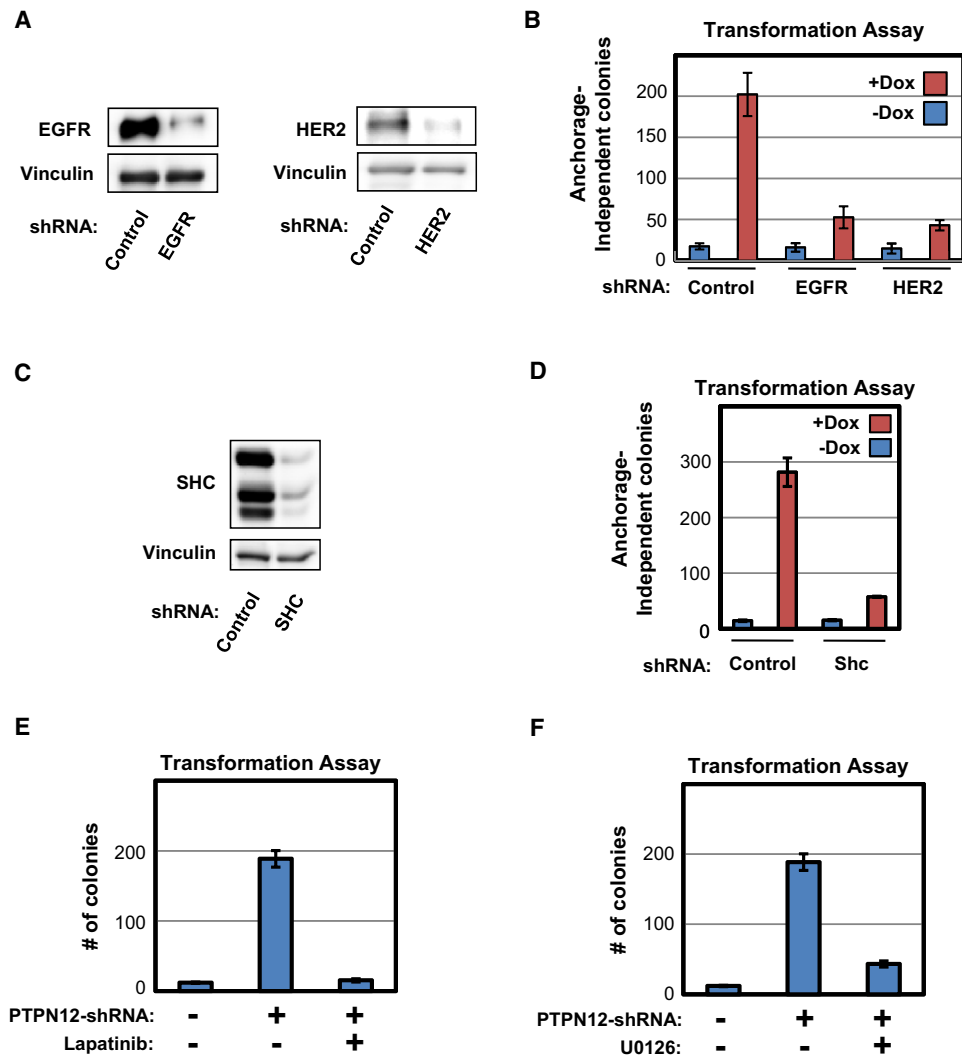 A
EGFR
Vinculin
shRNA:
Control
EGFR
HER2
Vinculin
shRNA:
Control
HER2
B
Transformation Assay
Anchorage-
Independent colonies
+Dox
-Dox
200
150
100
50
0
shRNA: Control EGFR HER2
C
SHC
Vinculin
shRNA:
Control
SHC
D
Transformation Assay
Anchorage-
Independent colonies
+Dox
-Dox
300
200
100
0
shRNA: Control Shc
E
Transformation Assay
# of colonies
200
100
0
PTPN12-shRNA: - + +
Lapatinib: - - +
F
Transformation Assay
# of colonies
200
100
0
PTPN12-shRNA: - + +
U0126: - - +